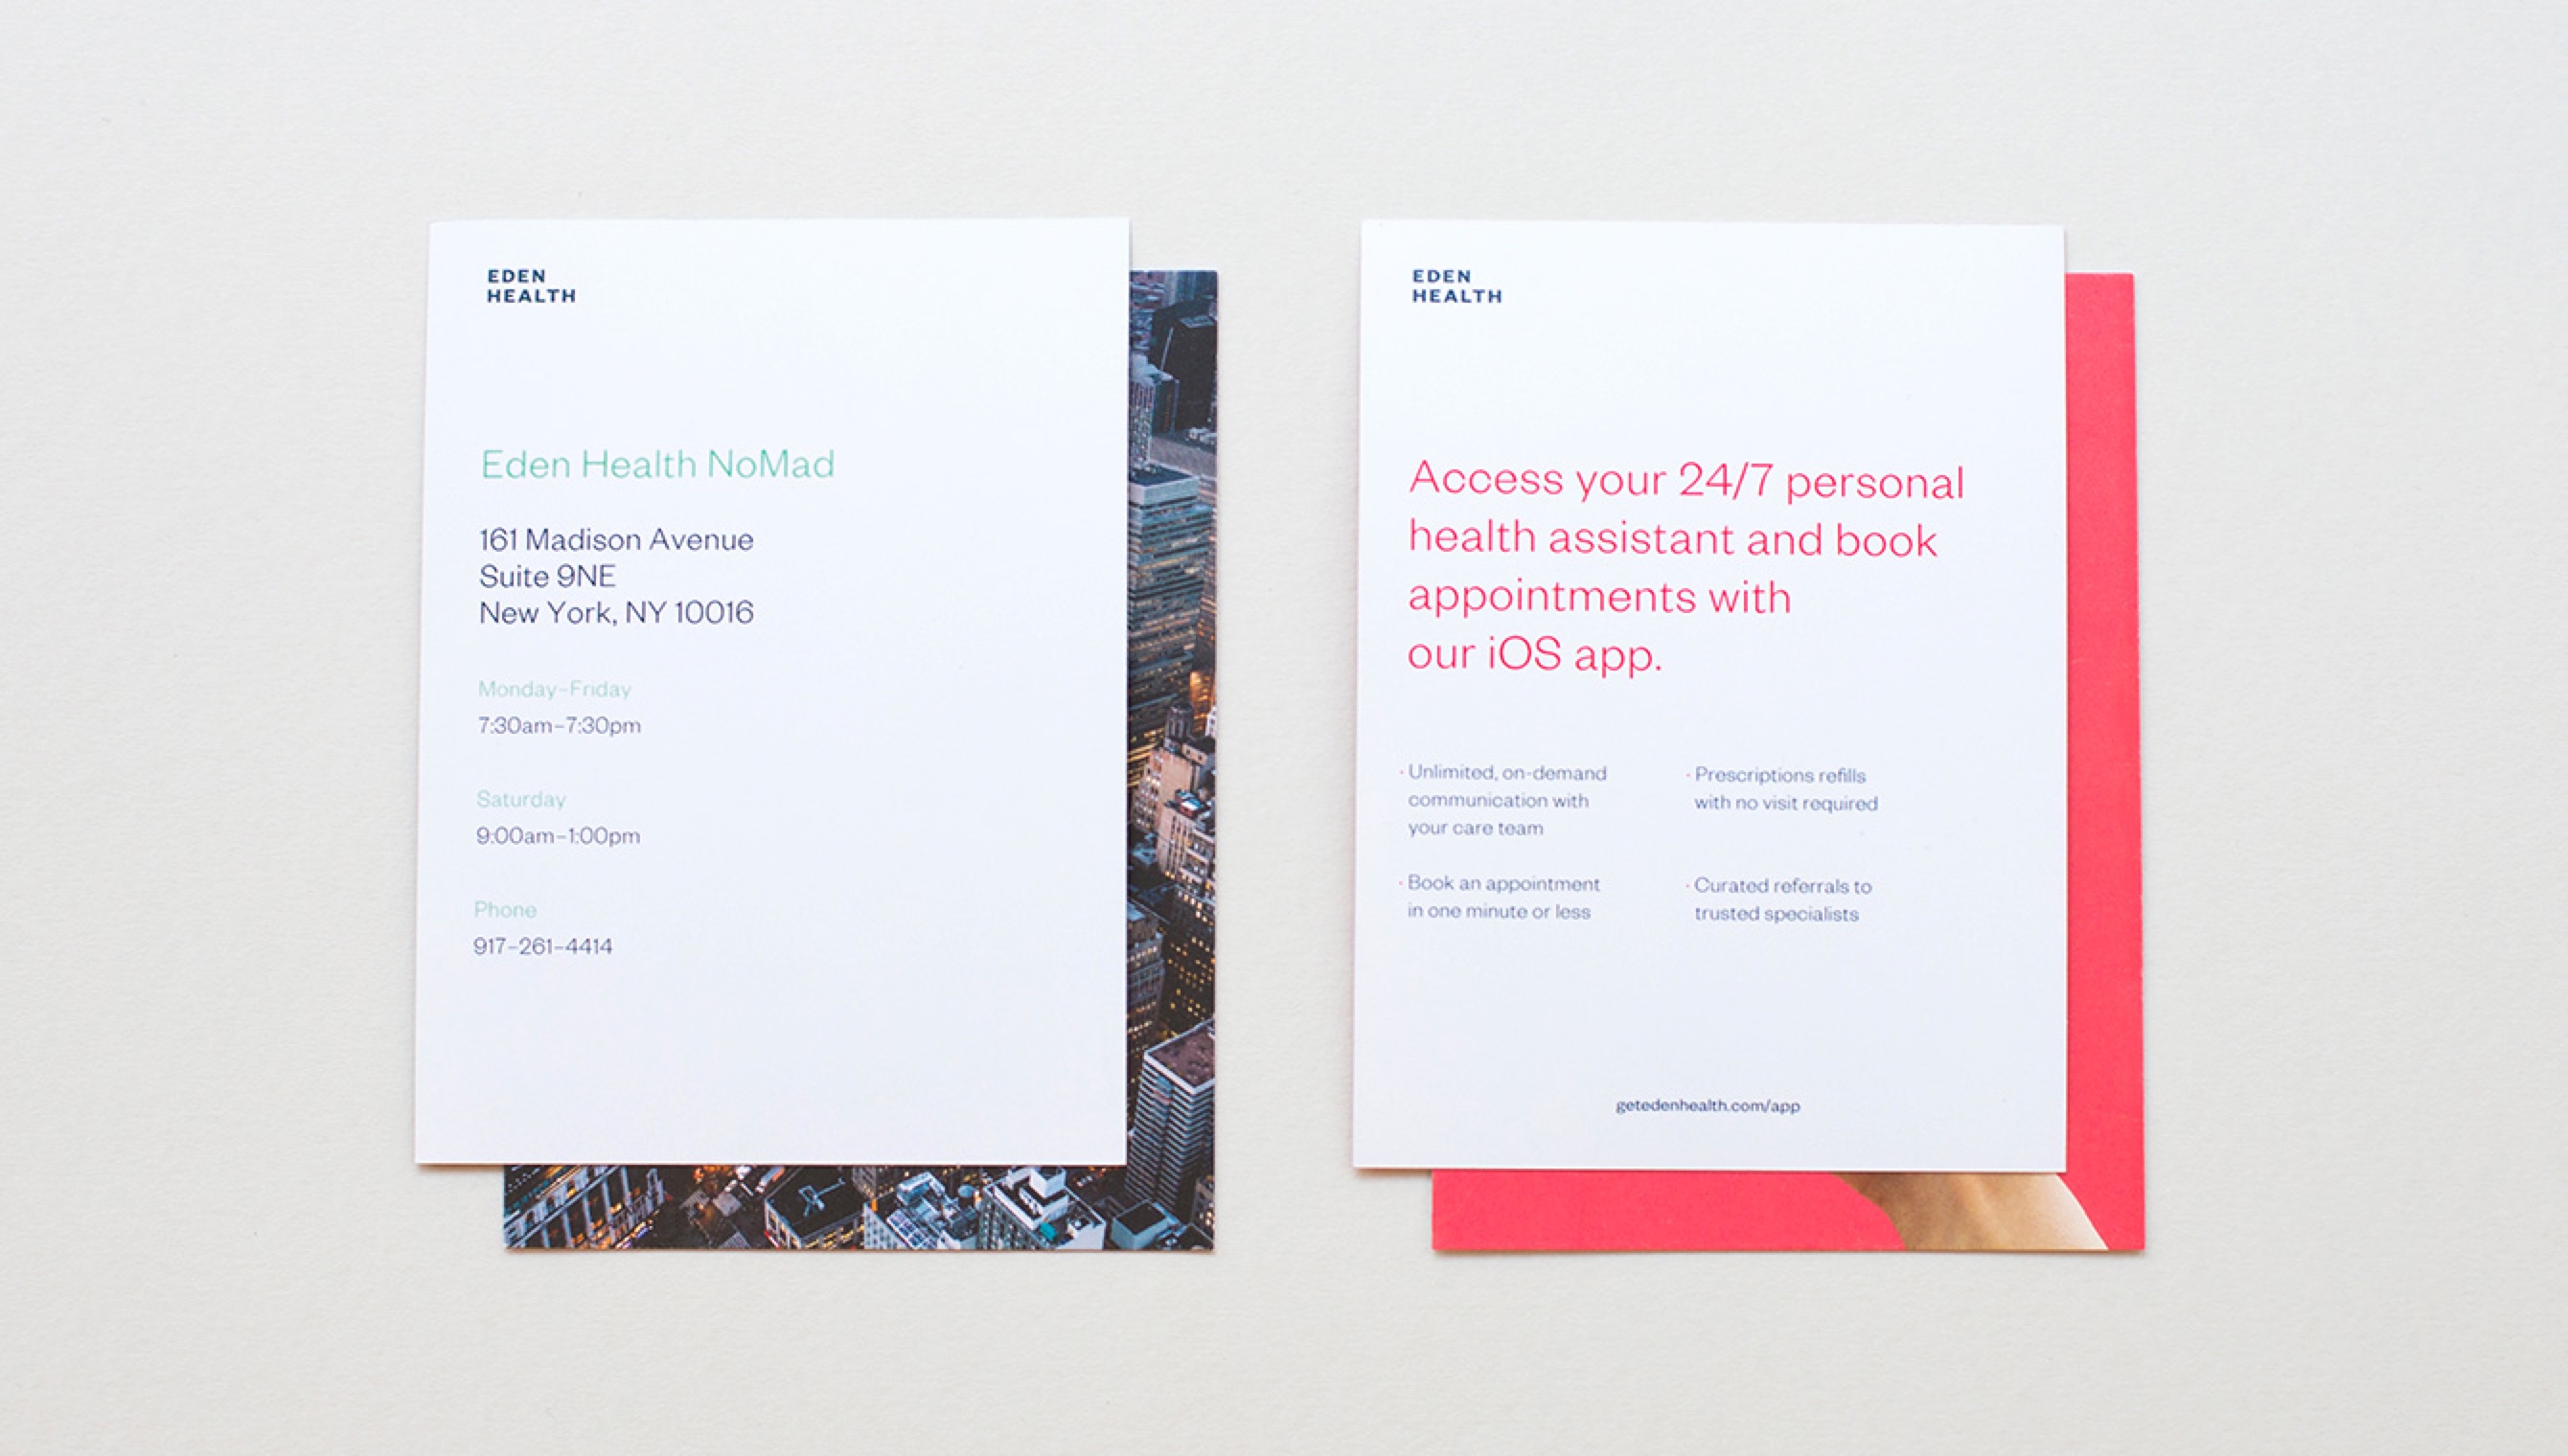 EDEN
HEALTH
Eden Health NoMad
161 Madison Avenue
Suite 9NE
New York, NY 10016
Monday–Friday
7:30am–7:30pm
Saturday
9:00am–1:00pm
Phone
917–261–4414
EDEN
HEALTH
Access your 24/7 personal
health assistant and book
appointments with
our iOS app.
· Unlimited, on-demand
communication with
your care team
· Book an appointment
in one minute or less
· Prescriptions refills
with no visit required
· Curated referrals to
trusted specialists
getedenhealth.com/app